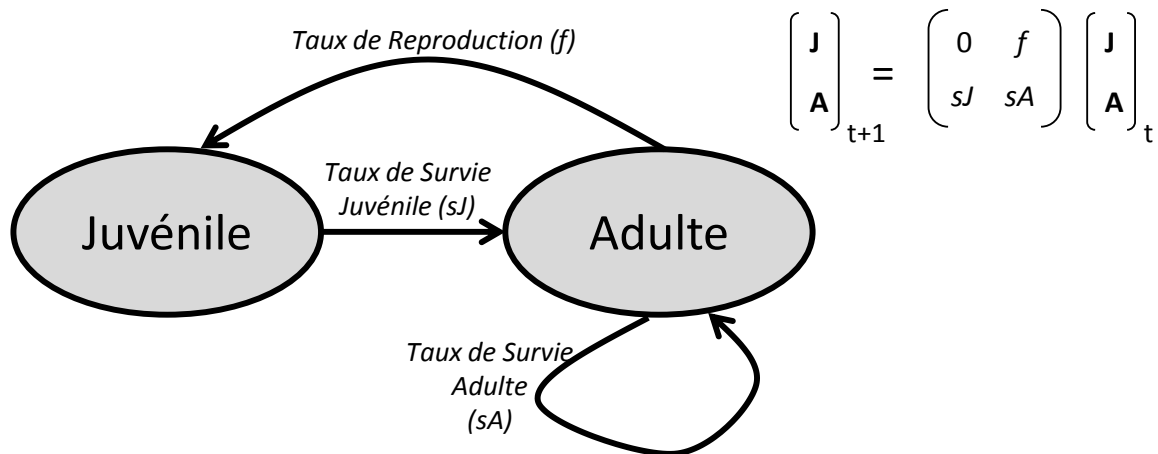 Taux de Reproduction (f)
Taux de Survie
Juvénile (sJ)
Juvénile
Adulte
Taux de Survie
Adulte
(sA)
J 0 f J
= 
A sJ sA A
t+1 t